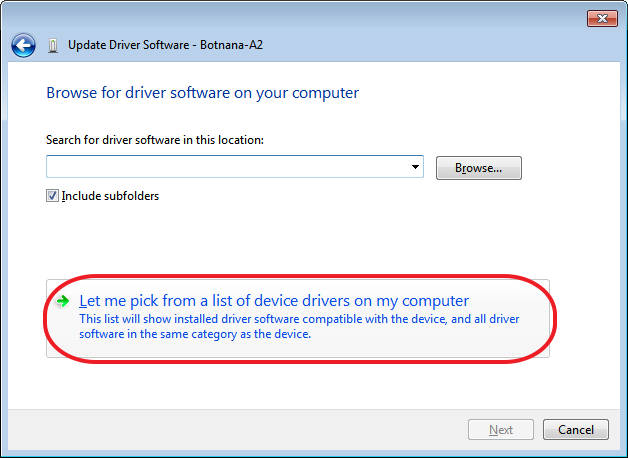 Update Driver Software - Botnana-A2
Browse for driver software on your computer
Search for driver software in this location:
Browse...
Include subfolders
Let me pick from a list of device drivers on my computer
This list will show installed driver software compatible with the device, and all driver
software in the same category as the device.
Next
Cancel